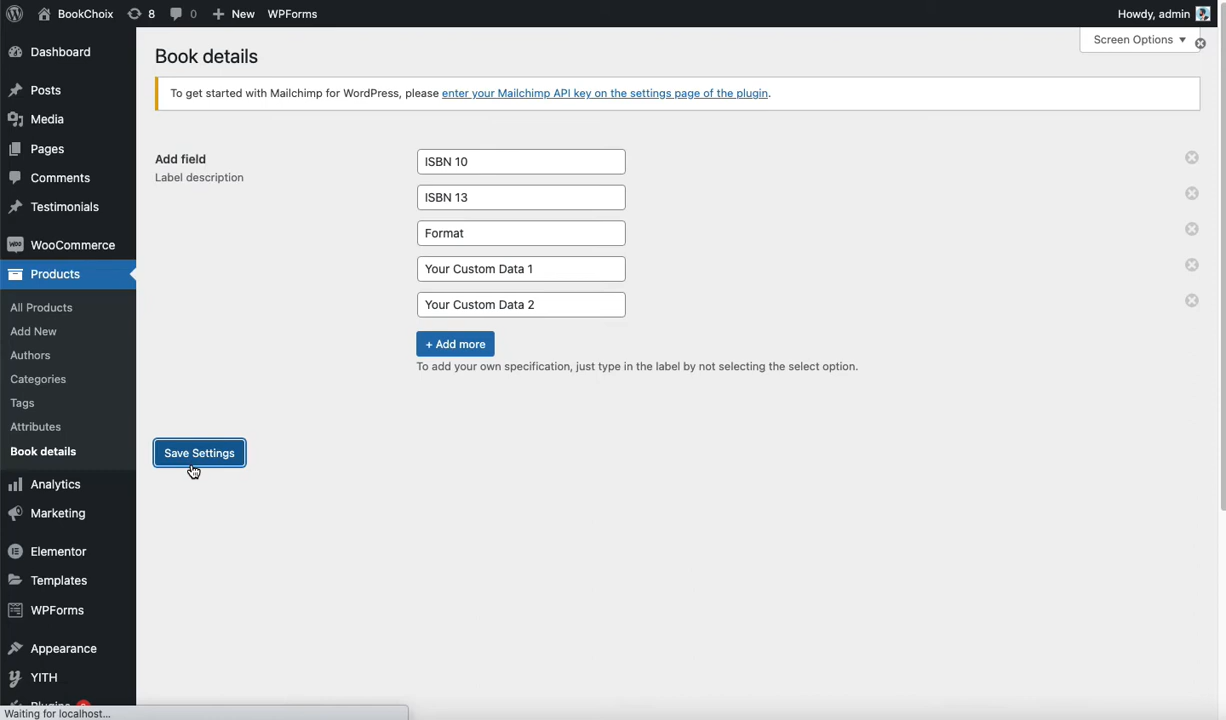 BookChoix 8 0 New WPForms Howdy, admin
Screen Options
Dashboard
Posts
Media
Pages
Comments
Testimonials
WooCommerce
Products
All Products
Add New
Authors
Categories
Tags
Attributes
Book details
Analytics
Marketing
Elementor
Templates
WPForms
Appearance
YITH
Plugins
Book details
To get started with Mailchimp for WordPress, please enter your Mailchimp API key on the settings page of the plugin.
Add field
Label description
ISBN 10
ISBN 13
Format
Your Custom Data 1
Your Custom Data 2
+ Add more
To add your own specification, just type in the label by not selecting the select option.
Save Settings
Waiting for localhost...